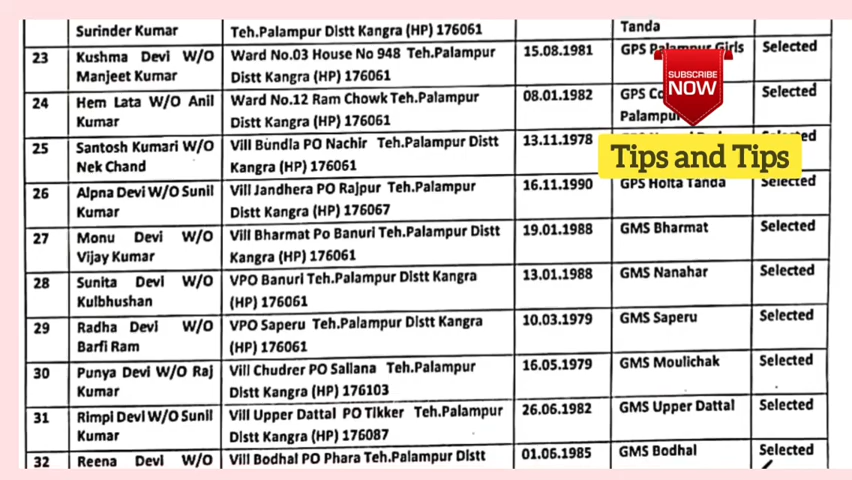 Surinder Kumar Teh.Palampur Distt Kangra (HP) 176061 Tanda
23 Kushma Devi W/O Ward No.03 House No 948 Teh.Palampur 15.08.1981 GPS Palampur Girls Selected
Manjeet Kumar Distt Kangra (HP) 176061
24 Hem Lata W/O Anil Ward No.12 Ram Chowk Teh.Palampur 08.01.1982 GPS Selected
Kumar Distt Kangra (HP) 176061 Palampur
25 Santosh Kumari W/O Vill Bundla PO Nachir Teh.Palampur Distt 13.11.1978
Nek Chand Kangra (HP) 176061
26 Alpna Devi W/O Sunil Vill Jandhera PO Rajpur Teh.Palampur 16.11.1990 GPS Holta Tanda Selected
Kumar Distt Kangra (HP) 176067
27 Monu Devi W/O Vill Bharmat Po Banuri Teh.Palampur Distt 19.01.1988 GMS Bharmat Selected
Vijay Kumar Kangra (HP) 176061
28 Sunita Devi W/O VPO Banuri Teh.Palampur Distt Kangra 13.01.1988 GMS Nanahar Selected
Kulbhushan (HP) 176061
29 Radha Devi W/O VPO Saperu Teh.Palampur Distt Kangra 10.03.1979 GMS Saperu Selected
Barfi Ram (HP) 176061
30 Punya Devi W/O Raj Vill Chudrer PO Sallana Teh.Palampur 16.05.1979 GMS Moulichak Selected
Kumar Distt Kangra (HP) 176103
31 Rimpi Devi W/O Sunil Vill Upper Dattal PO Tikker Teh.Palampur 26.06.1982 GMS Upper Dattal Selected
Kumar Distt Kangra (HP) 176087
32 Reena Devi W/O Vill Bodhal PO Phara Teh.Palampur Distt 01.06.1985 GMS Bodhal Selected
SUBSCRIBE
NOW
Tips and Tips